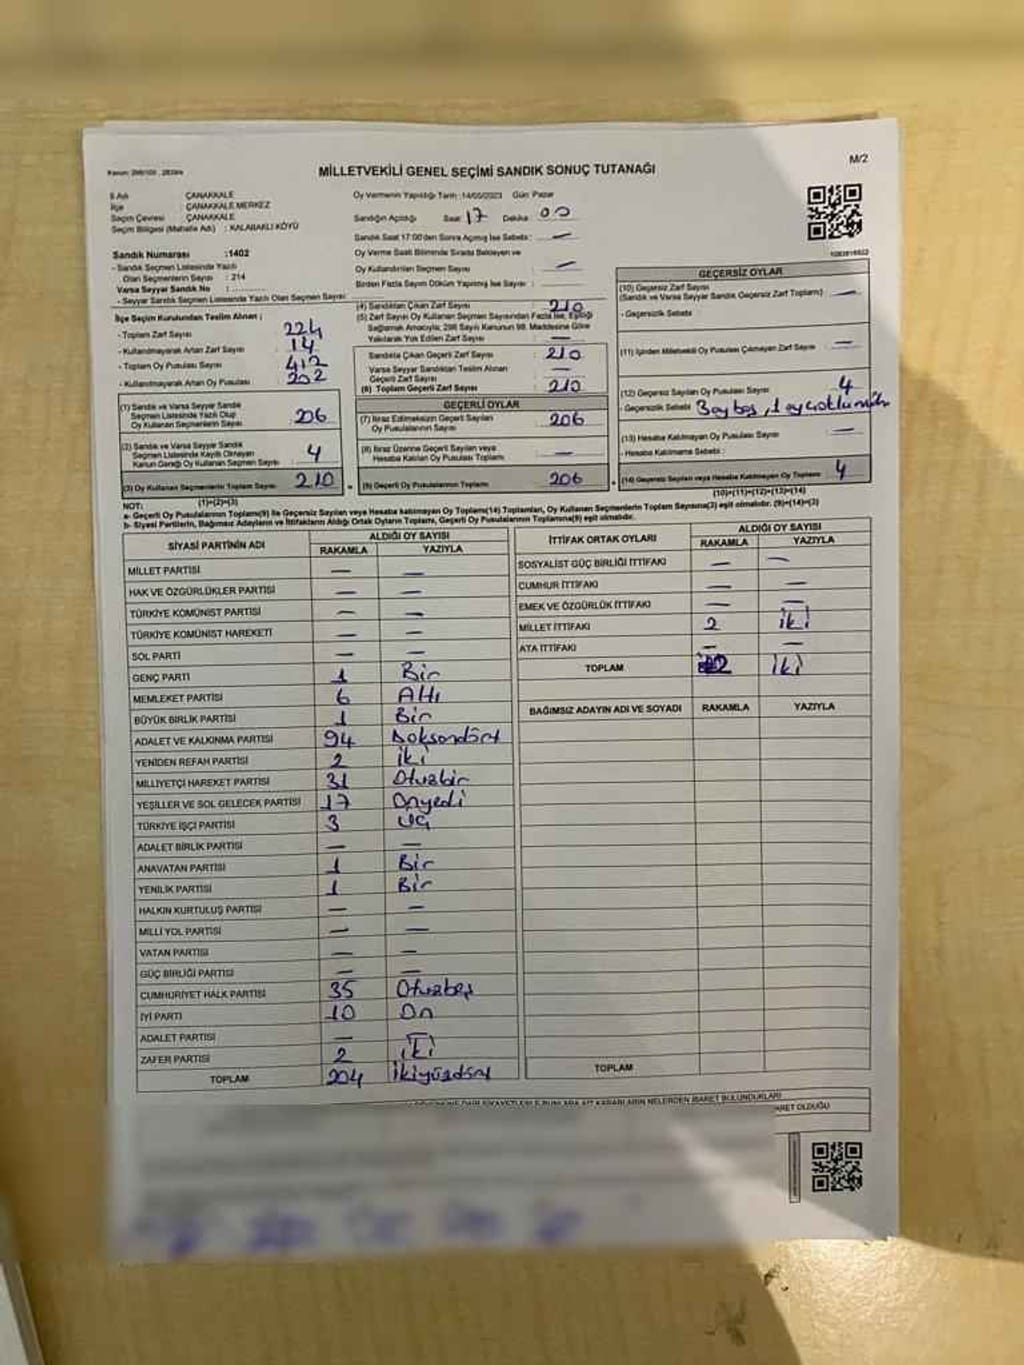 M/2
MİLLETVEKİLİ GENEL SEÇİMİ SANDIK SONUÇ TUTANAĞI
İl Adı ÇANAKKALE
İlçe ÇANAKKALE MERKEZ
Seçim Çevresi ÇANAKKALE
Seçim Bölgesi (Mahalle Adı) : KALABAKLI KÖYÜ
Oy Vermenin Yapıldığı Tarih :14/05/2023 Gün: Pazar
Sandığın Açıldığı Saat: 17 Dakika: 00
Sandık Saat 17:00'den Sonra Açılmış İse Sebebi : —
Oy Verme Saati Bitiminde Sırada Bekleyen ve
Oy Kullandırılan Seçmen Sayısı —
Birden Fazla Sayım Döküm Yapılmış İse Sayısı :
Sandık Numarası :1402
- Sandık Seçmen Listesinde Yazılı
Olan Seçmenlerin Sayısı : 214
Varsa Seyyar Sandık No :
- Seyyar Sandık Seçmen Listesinde Yazılı Olan Seçmen Sayısı:
İlçe Seçim Kurulundan Teslim Alınan ;
- Toplam Zarf Sayısı 224
- Kullanılmayarak Artan Zarf Sayısı 14
- Toplam Oy Pusulası Sayısı 412
- Kullanılmayarak Artan Oy Pusulası 202
(1) Sandık ve Varsa Seyyar Sandık
Seçmen Listesinde Yazılı Olup
Oy Kullanan Seçmenlerin Sayısı 206
(2) Sandık ve Varsa Seyyar Sandık
Seçmen Listesinde Kayıtlı Olmayan
Kanun Gereği Oy Kullanan Seçmen Sayısı 4
(3) Oy Kullanan Seçmenlerin Toplam Sayısı 210
(1)+(2)=(3)
(4) Sandıktan Çıkan Zarf Sayısı 210
(5) Zarf Sayısı Oy Kullanan Seçmen Sayısından Fazla İse, Eşitliği
Sağlamak Amacıyla, 298 Sayılı Kanunun 98. Maddesine Göre
Yakılarak Yok Edilen Zarf Sayısı —
Sandıkta Çıkan Geçerli Zarf Sayısı 210
Varsa Seyyar Sandıktan Teslim Alınan
Geçerli Zarf Sayısı —
(6) Toplam Geçerli Zarf Sayısı 210
GEÇERLİ OYLAR
(7) İtiraz Edilmeksizin Geçerli Sayılan
Oy Pusulalarının Sayısı 206
(8) İtiraz Üzerine Geçerli Sayılan veya
Hesaba Katılan Oy Pusulası Toplamı —
(9) Geçerli Oy Pusulalarının Toplamı 206
GEÇERSİZ OYLAR
(10) Geçersiz Zarf Sayısı
(Sandık ve Varsa Seyyar Sandık Geçersiz Zarf Toplamı) —
- Geçersizlik Sebebi
(11) İçinden Milletvekili Oy Pusulası Çıkmayan Zarf Sayısı —
(12) Geçersiz Sayılan Oy Pusulası Sayısı 4
- Geçersizlik Sebebi 3 oy boş, 1 oy
(13) Hesaba Katılmayan Oy Pusulası Sayısı —
- Hesaba Katılmama Sebebi :
(14) Geçersiz Sayılan veya Hesaba Katılmayan Oy Toplamı 4
(10)+(11)+(12)+(13)=(14)
NOT:
a- Geçerli Oy Pusulalarının Toplamı(9) ile Geçersiz Sayılan veya Hesaba katılmayan Oy Toplamı(14) Toplamları, Oy Kullanan Seçmenlerin Toplam Sayısına(3) eşit olmalıdır. (9)+(14)=(3)
b- Siyasi Partilerin, Bağımsız Adayların ve İttifakların Aldığı Ortak Oyların Toplamı, Geçerli Oy Pusulalarının Toplamına(9) eşit olmalıdır.
SİYASİ PARTİNİN ADI ALDIĞI OY SAYISI
RAKAMLA YAZIYLA
MİLLET PARTİSİ — —
HAK VE ÖZGÜRLÜKLER PARTİSİ — —
TÜRKİYE KOMÜNİST PARTİSİ — —
TÜRKİYE KOMÜNİST HAREKETİ — —
SOL PARTİ — —
GENÇ PARTİ 1 Bir
MEMLEKET PARTİSİ 6 Altı
BÜYÜK BİRLİK PARTİSİ 1 Bir
ADALET VE KALKINMA PARTİSİ 94 Doksandört
YENİDEN REFAH PARTİSİ 2 iki
MİLLİYETÇİ HAREKET PARTİSİ 31 Otuzbir
YEŞİLLER VE SOL GELECEK PARTİSİ 17 Onyedi
TÜRKİYE İŞÇİ PARTİSİ 3 Üç
ADALET BİRLİK PARTİSİ — —
ANAVATAN PARTİSİ 1 Bir
YENİLİK PARTİSİ 1 Bir
HALKIN KURTULUŞ PARTİSİ — —
MİLLİ YOL PARTİSİ — —
VATAN PARTİSİ — —
GÜÇ BİRLİĞİ PARTİSİ — —
CUMHURİYET HALK PARTİSİ 35 Otuzbeş
İYİ PARTİ 10 On
ADALET PARTİSİ — —
ZAFER PARTİSİ 2 iki
TOPLAM 204 ikiyüzdört
İTTİFAK ORTAK OYLARI ALDIĞI OY SAYISI
RAKAMLA YAZIYLA
SOSYALİST GÜÇ BİRLİĞİ İTTİFAKI — —
CUMHUR İTTİFAKI — —
EMEK VE ÖZGÜRLÜK İTTİFAKI — —
MİLLET İTTİFAKI 2 iki
ATA İTTİFAKI — —
TOPLAM 2 iki
BAĞIMSIZ ADAYIN ADI VE SOYADI RAKAMLA YAZIYLA
TOPLAM